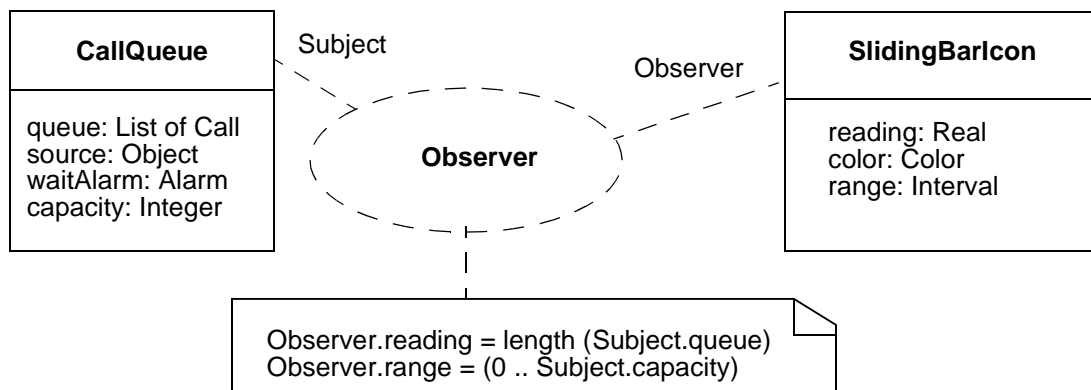 CallQueue
queue: List of Call
source: Object
waitAlarm: Alarm
capacity: Integer
Subject
Observer
Observer
SlidingBarIcon
reading: Real
color: Color
range: Interval
Observer.reading = length (Subject.queue)
Observer.range = (0 .. Subject.capacity)